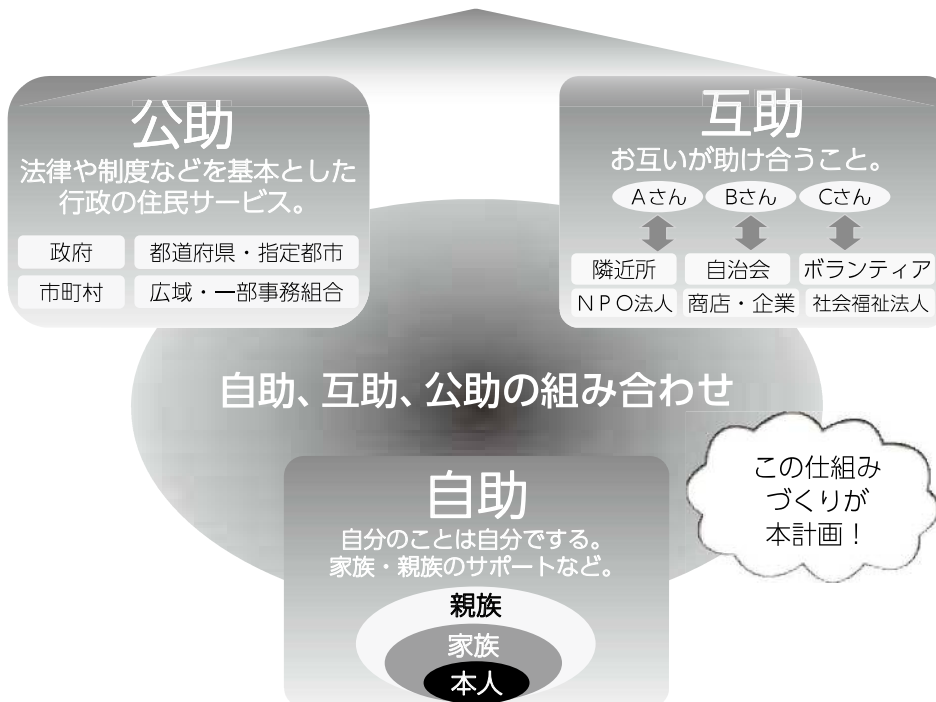 公助
法律や制度などを基本とした
行政の住民サービス。
政府
都道府県・指定都市
市町村
広域・一部事務組合
互助
お互いが助け合うこと。
Aさん
Bさん
Cさん
隣近所
自治会
ボランティア
NPO法人
商店・企業
社会福祉法人
自助、互助、公助の組み合わせ
この仕組み
づくりが
本計画！
自助
自分のことは自分でする。
家族・親族のサポートなど。
親族
家族
本人